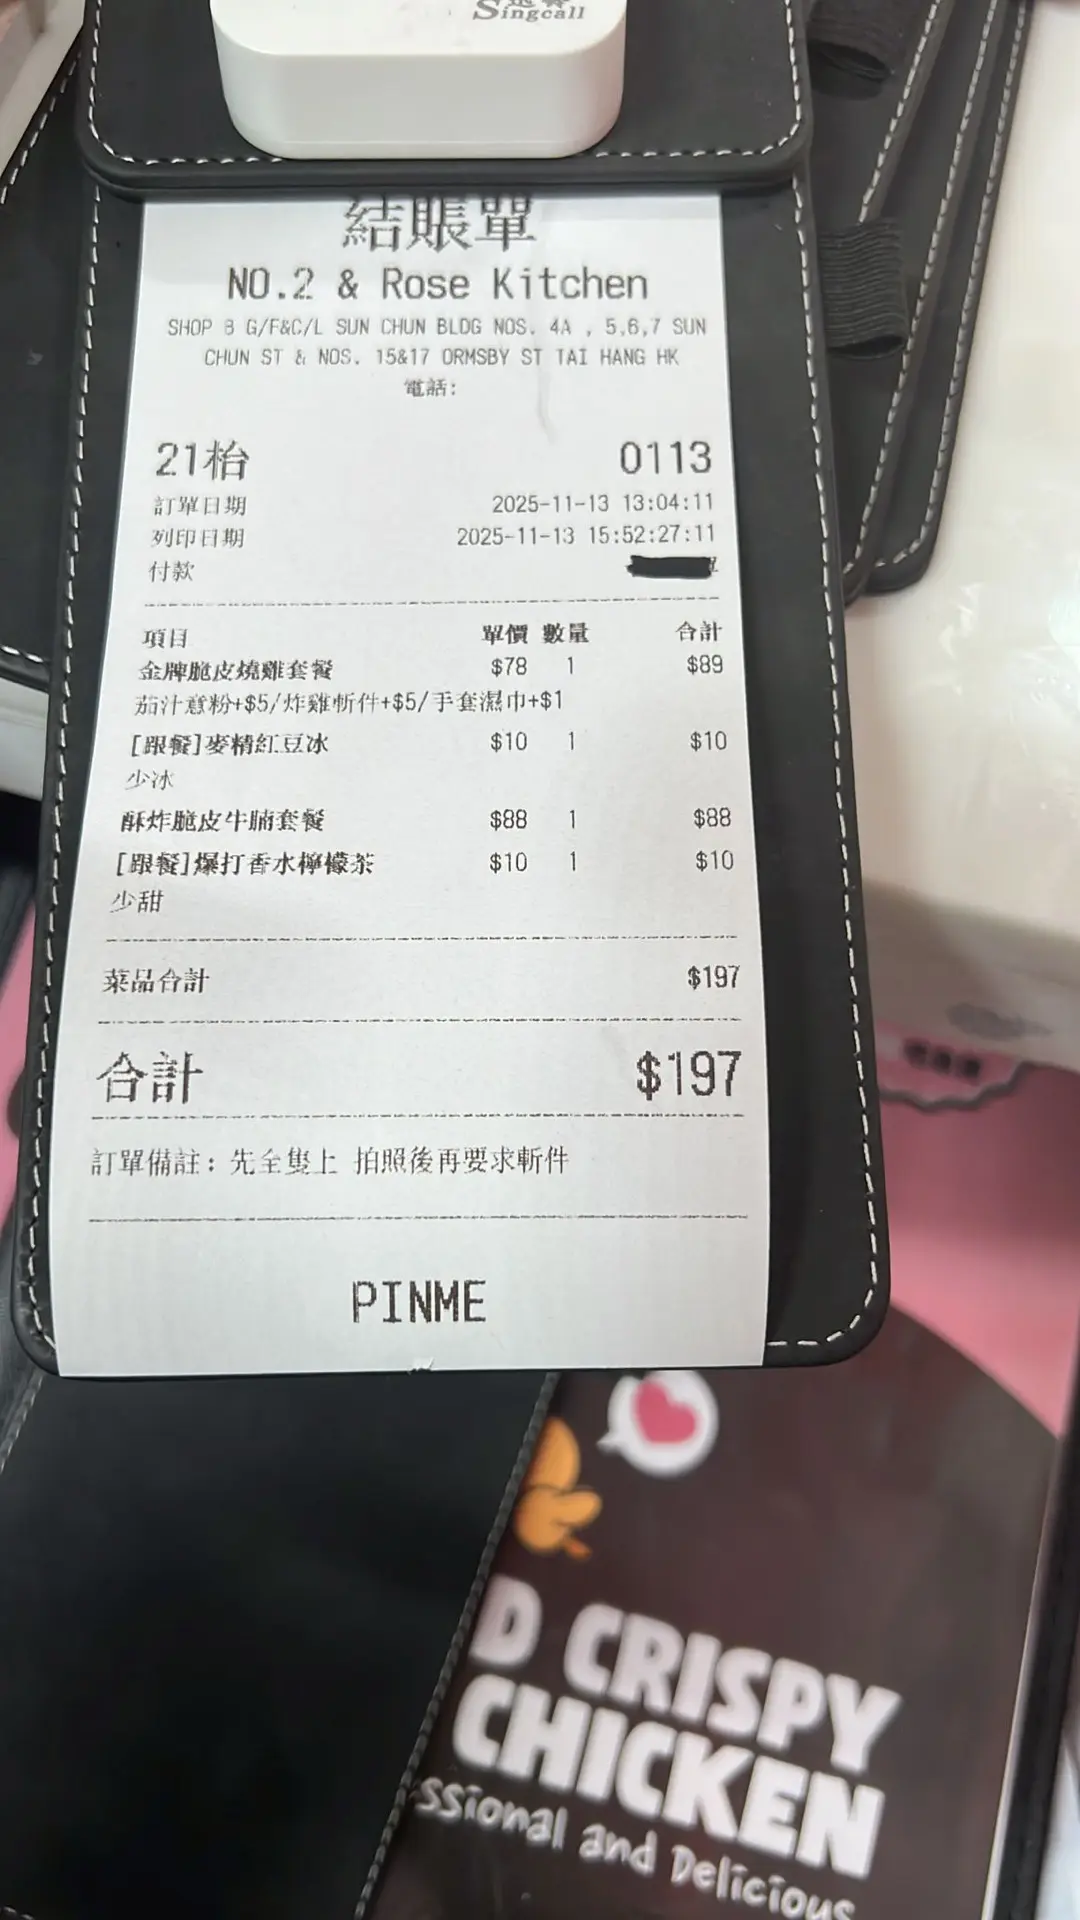 Singcall
結賬單
NO.2 & Rose Kitchen
SHOP B G/F&C/L SUN CHUN BLDG NOS. 4A , 5,6,7 SUN
CHUN ST & NOS. 15&17 ORMSBY ST TAI HANG HK
電話:
21枱 0113
訂單日期 2025-11-13 13:04:11
列印日期 2025-11-13 15:52:27:11
付款
項目 單價 數量 合計
金牌脆皮燒雞套餐 $78 1 $89
茄汁意粉+$5/炸雞斬件+$5/手套濕巾+$1
[跟餐]麥精紅豆冰 $10 1 $10
少冰
酥炸脆皮牛腩套餐 $88 1 $88
[跟餐]爆打香水檸檬茶 $10 1 $10
少甜
菜品合計 $197
合計 $197
訂單備註: 先全隻上 拍照後再要求斬件
PINME
D CRISPY
CHICKEN
ssional and Delicious